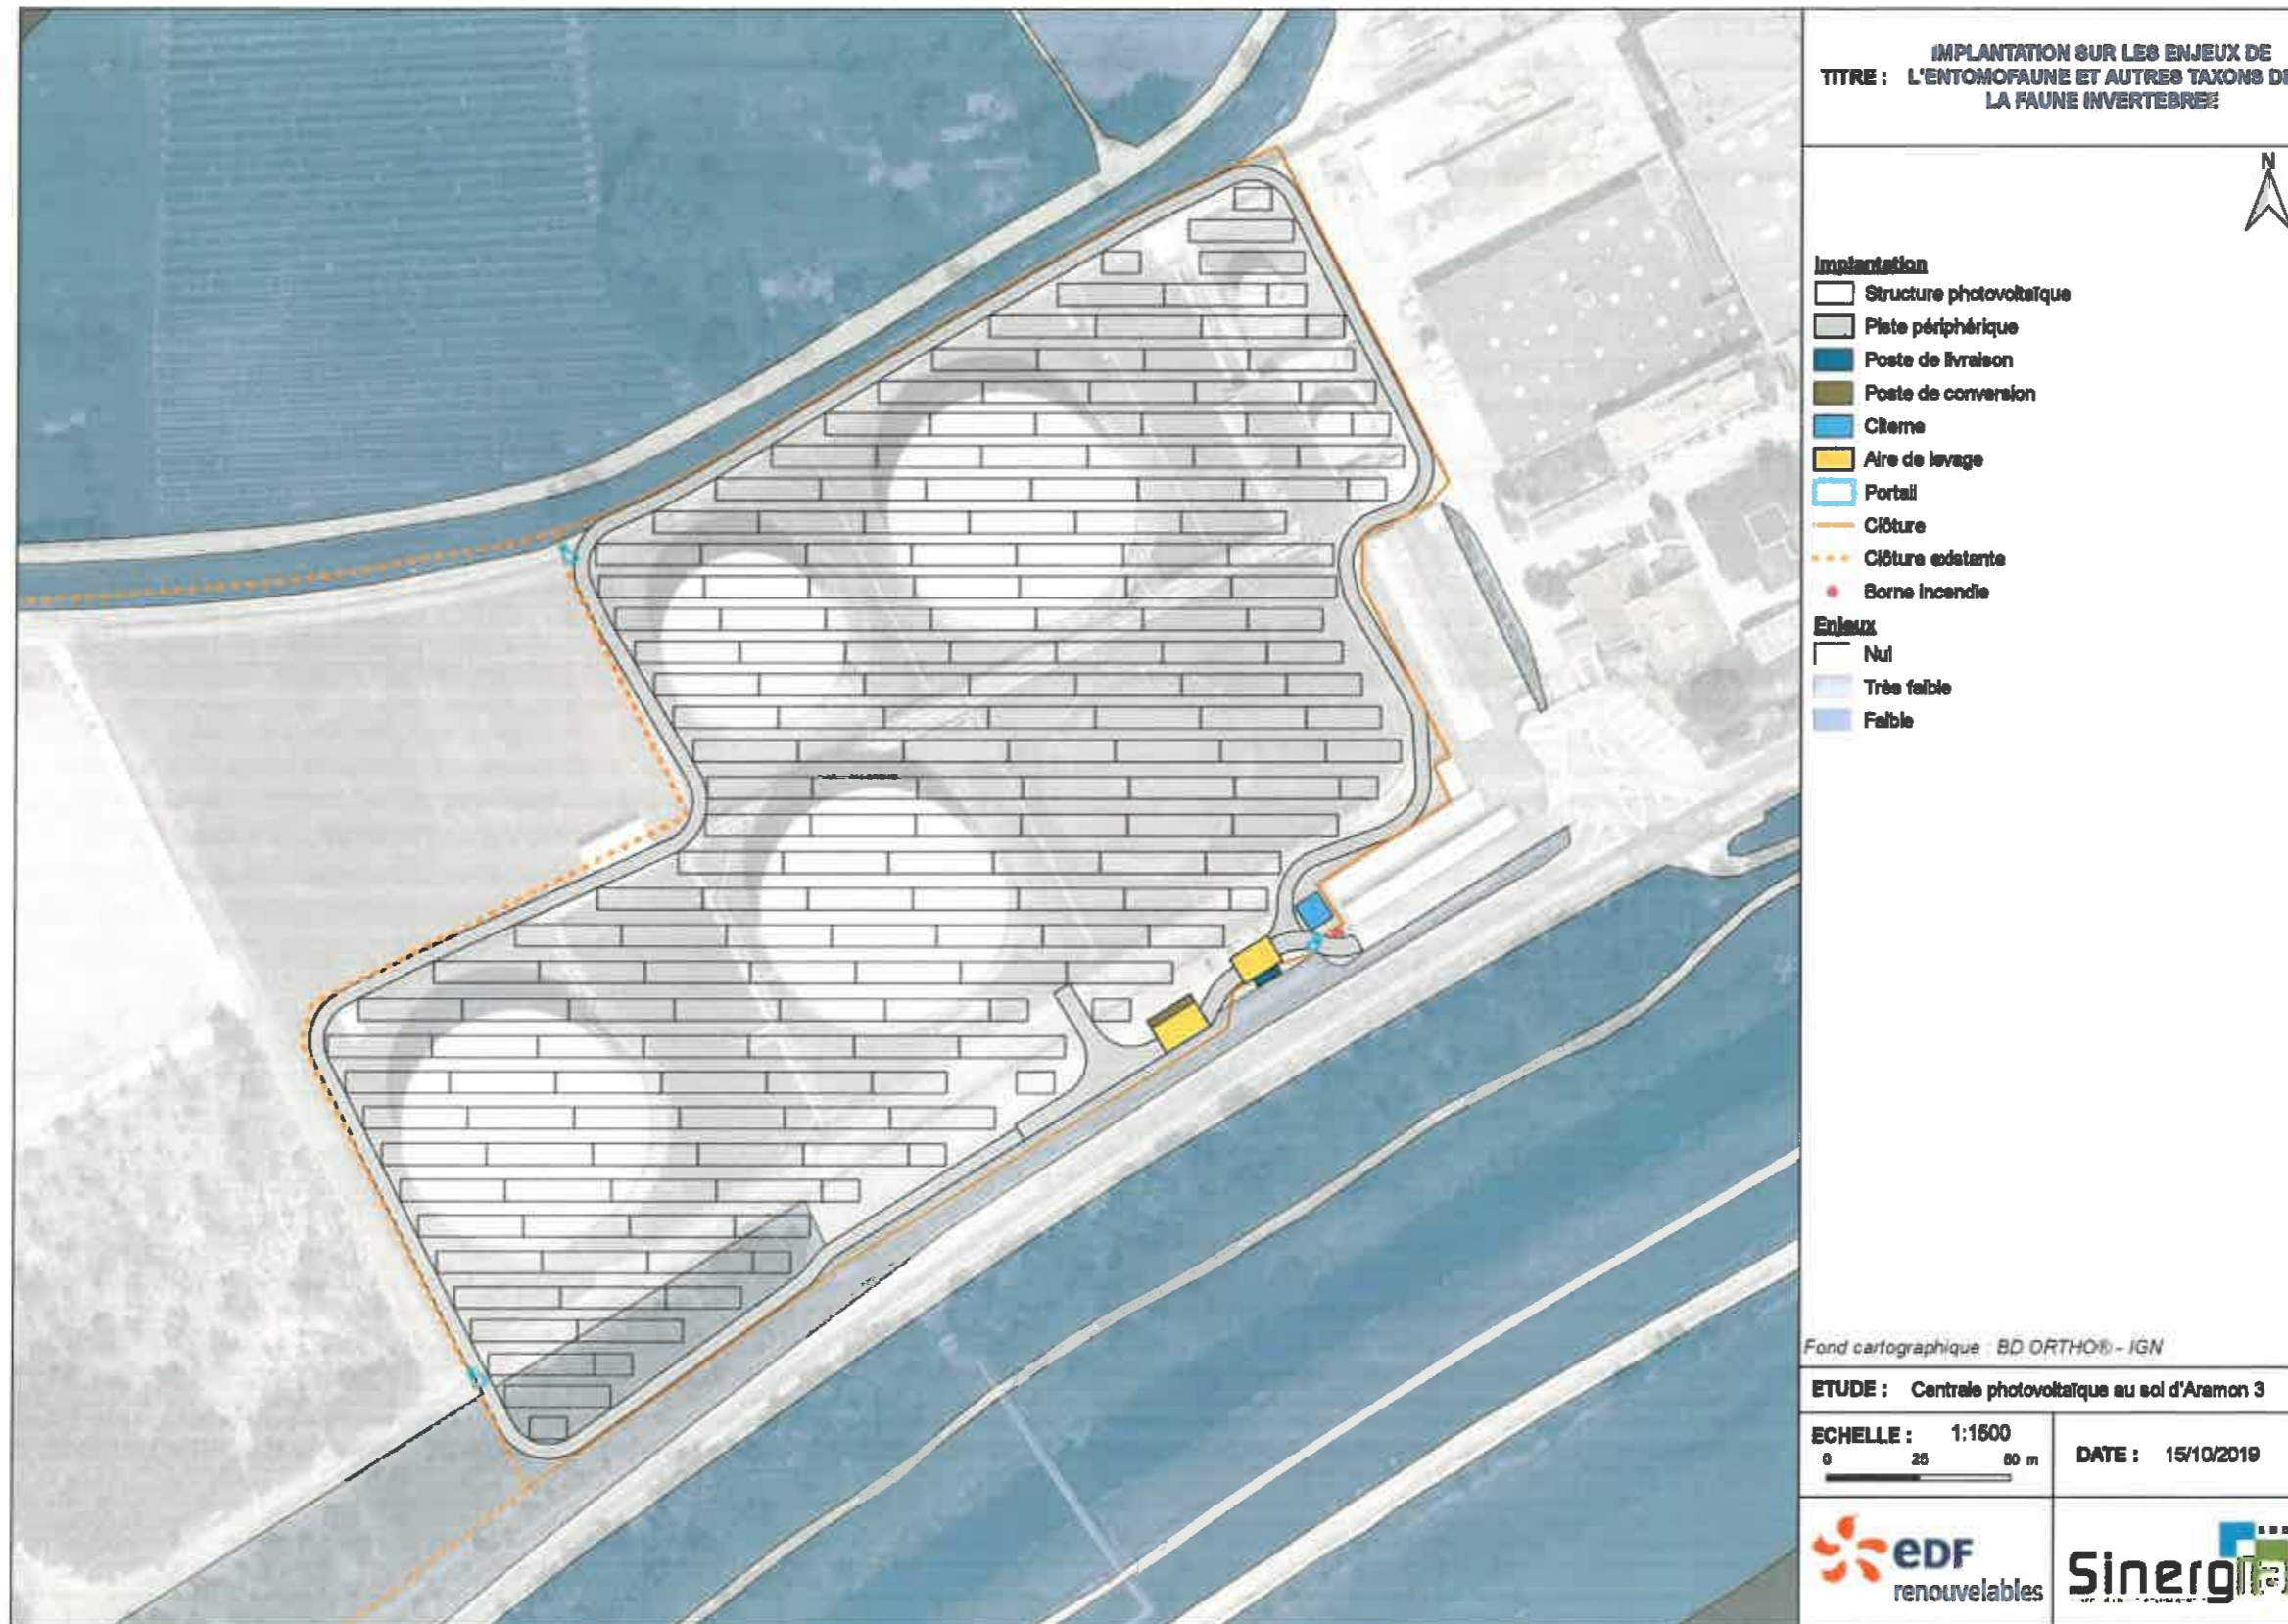 TITRE :
IMPLANTATION SUR LES ENJEUX DE
L'ENTOMOFAUNE ET AUTRES TAXONS DE
LA FAUNE INVERTEBREE
N
Implantation
Structure photovoltaïque
Piste périphérique
Poste de livraison
Poste de conversion
Citerne
Aire de levage
Portail
Clôture
Clôture existante
Borne incendie
Enjeux
Nul
Très faible
Faible
Fond cartographique : BD ORTHO® - IGN
ETUDE : Centrale photovoltaïque au sol d'Aramon 3
ECHELLE : 1:1500
0 25 50 m
DATE : 15/10/2019
eDF
renouvelables
Sinerg